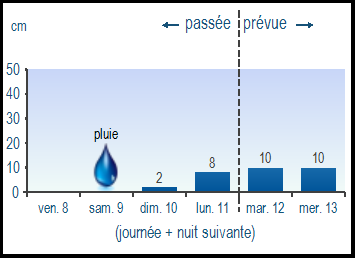 ← passée prévue →
cm
50
40
30
20
10
0
pluie
2
8
10
10
ven. 8 sam. 9 dim. 10 lun. 11 mar. 12 mer. 13
(journée + nuit suivante)